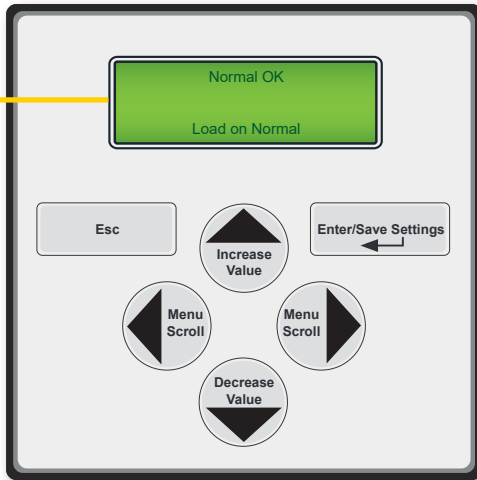 Normal OK
Load on Normal
Esc
Increase
Value
Enter/Save Settings
Menu
Scroll
Menu
Scroll
Decrease
Value